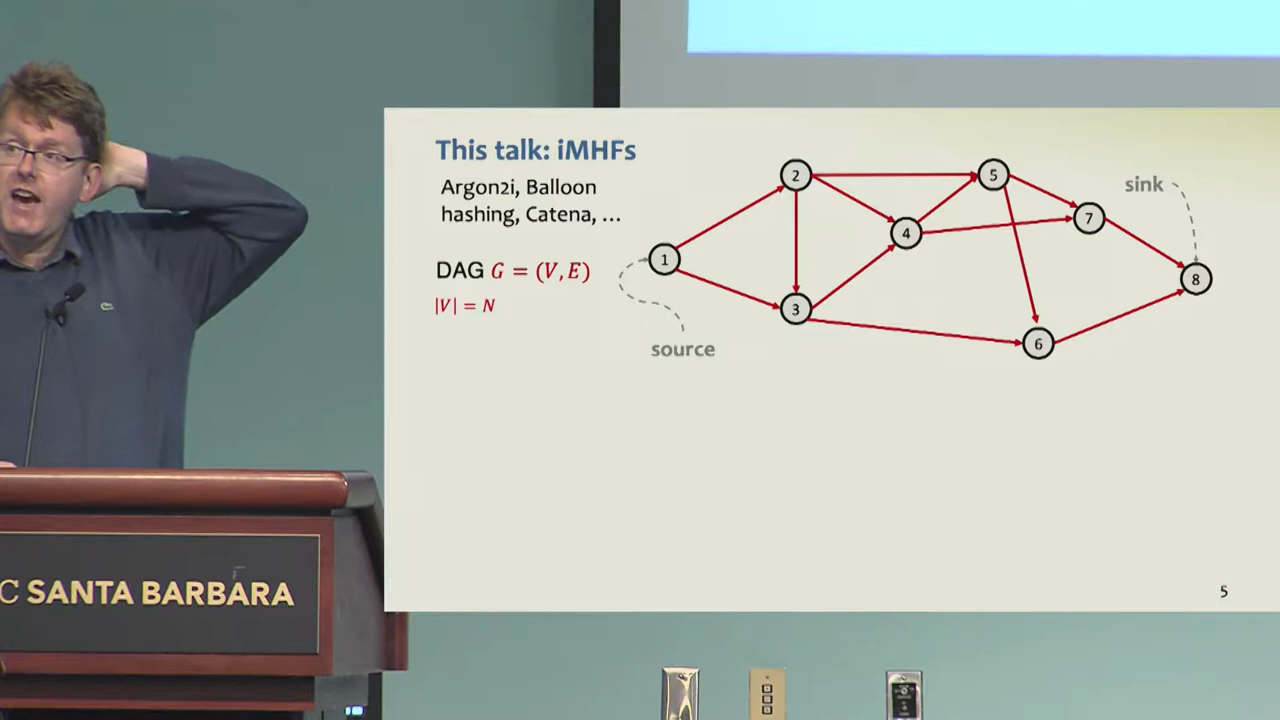 This talk: iMHFs
Argon2i, Balloon
hashing, Catena, …
DAG G = (V, E)
|V| = N
source
sink
1
2
3
4
5
6
7
8
5
C SANTA BARBARA